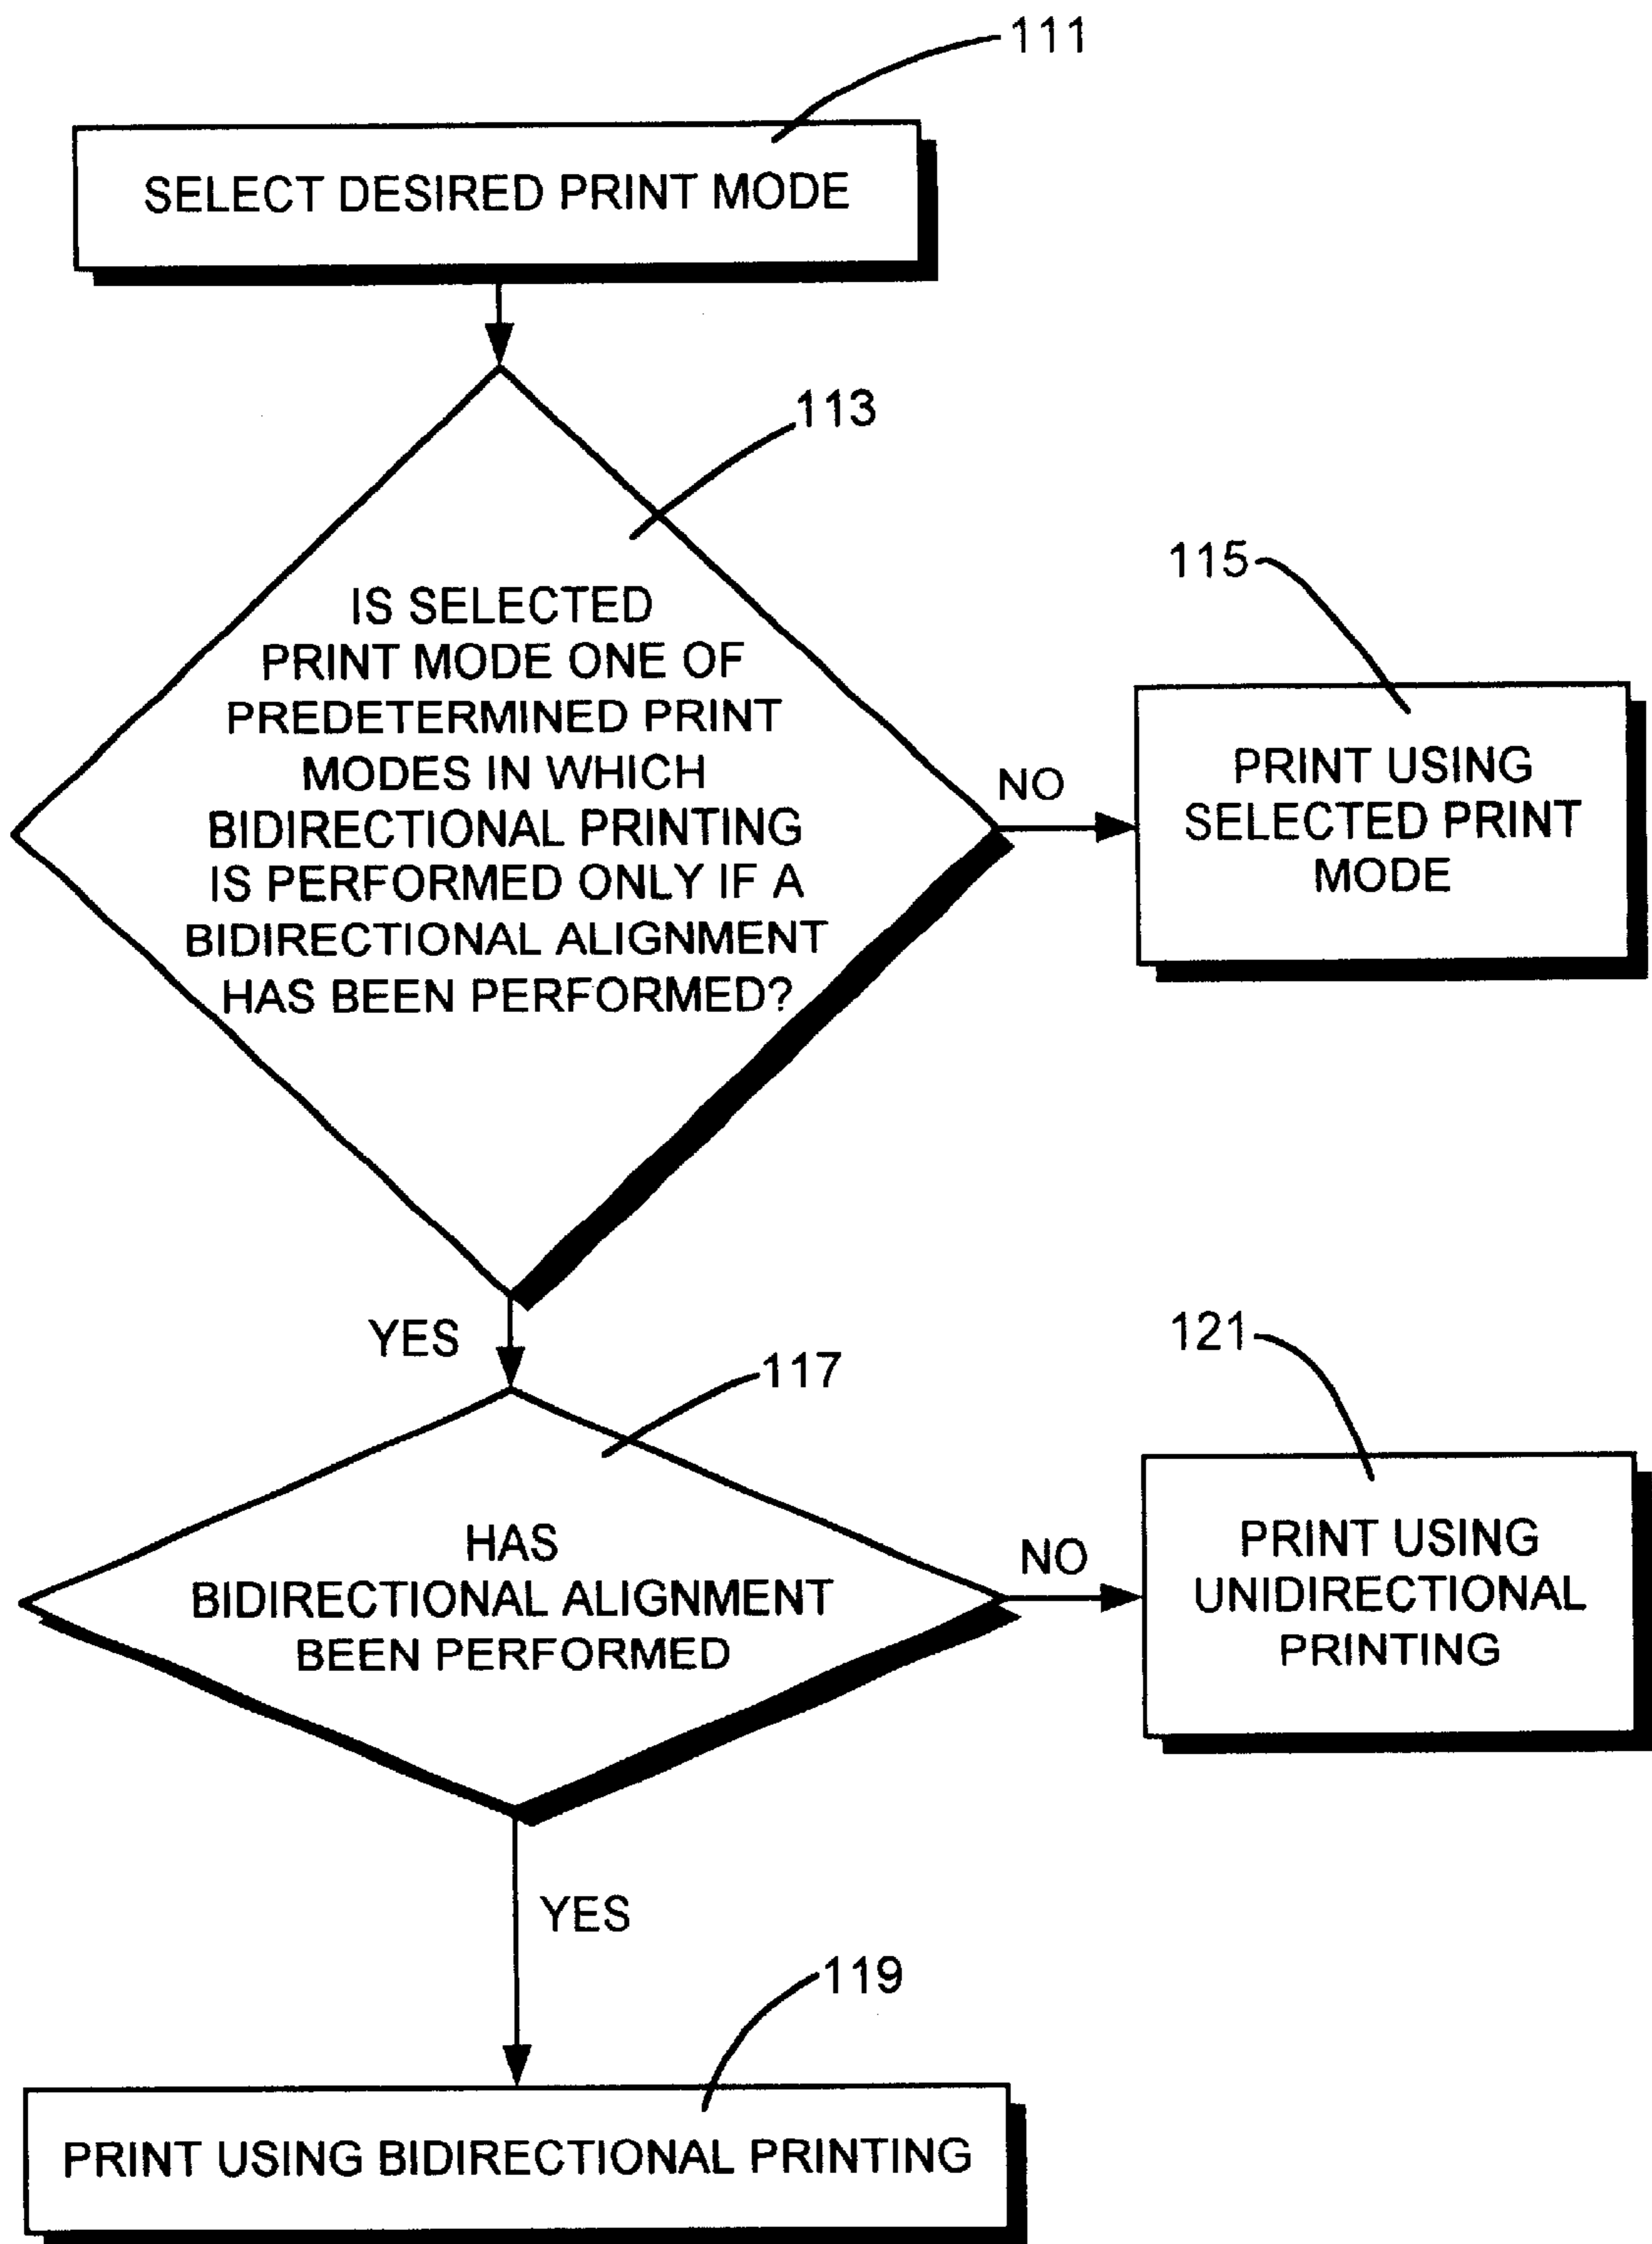 111
SELECT DESIRED PRINT MODE
113
IS SELECTED
PRINT MODE ONE OF
PREDETERMINED PRINT
MODES IN WHICH
BIDIRECTIONAL PRINTING
IS PERFORMED ONLY IF A
BIDIRECTIONAL ALIGNMENT
HAS BEEN PERFORMED?
NO
115
PRINT USING
SELECTED PRINT
MODE
YES
117
HAS
BIDIRECTIONAL ALIGNMENT
BEEN PERFORMED
NO
121
PRINT USING
UNIDIRECTIONAL
PRINTING
YES
119
PRINT USING BIDIRECTIONAL PRINTING